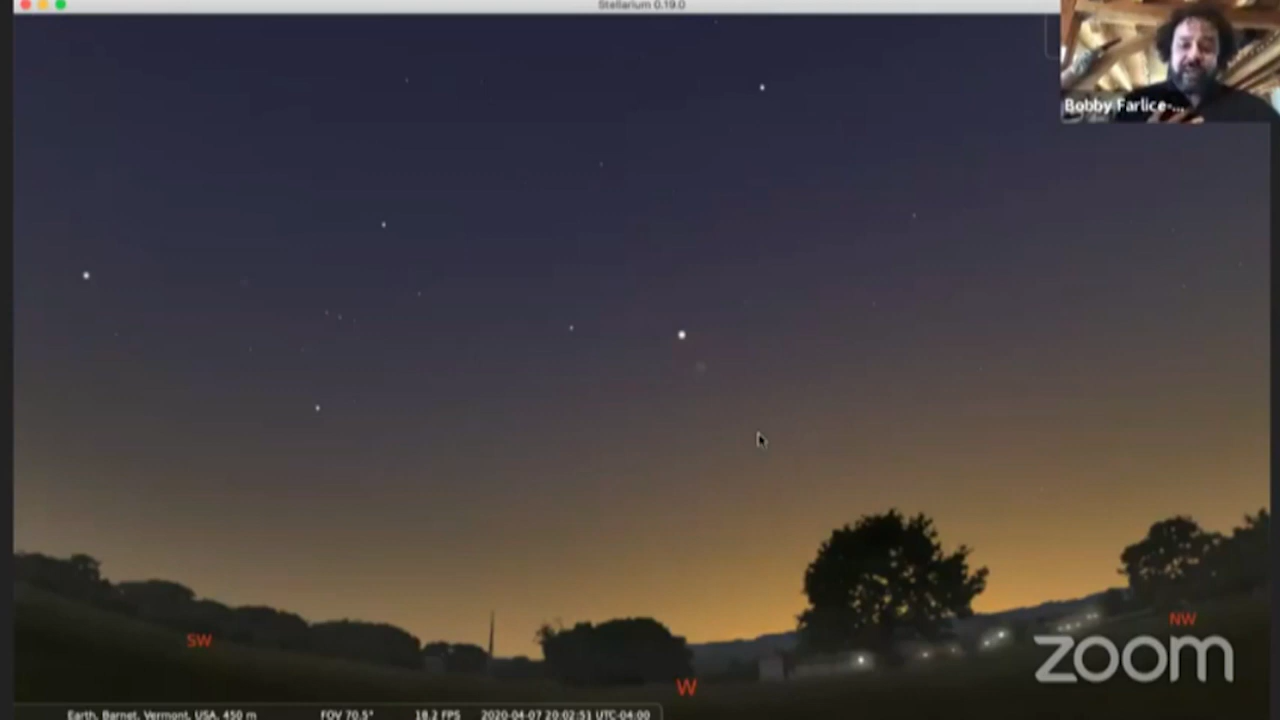 Stellarium 0.19.0
Bobby Farlice-...
SW
NW
W
zoom
Earth, Barnet, Vermont, USA, 450 m FOV 70.5° 18.2 FPS 2020-04-07 20:02:51 UTC-04:00